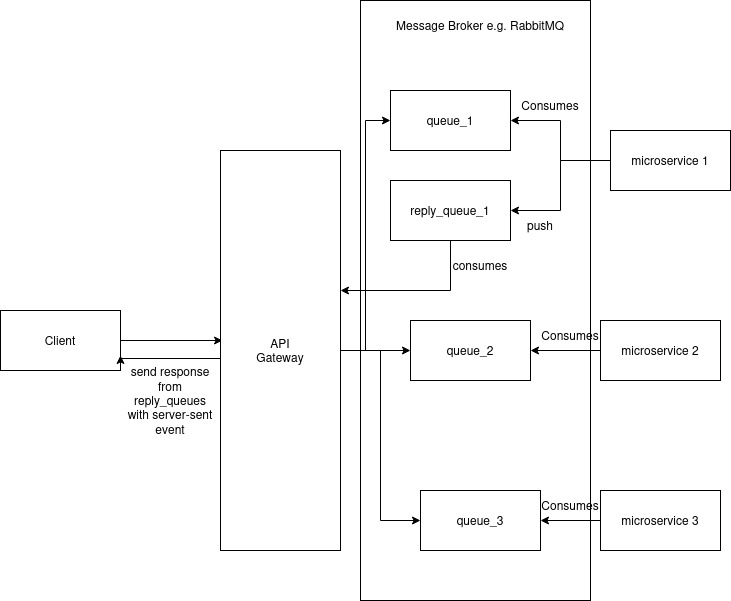 Message Broker e.g. RabbitMQ
Consumes
queue_1
microservice 1
reply_queue_1
push
consumes
Client
API
Gateway
Consumes
queue_2
microservice 2
send response
from
reply_queues
with server-sent
event
Consumes
queue_3
microservice 3